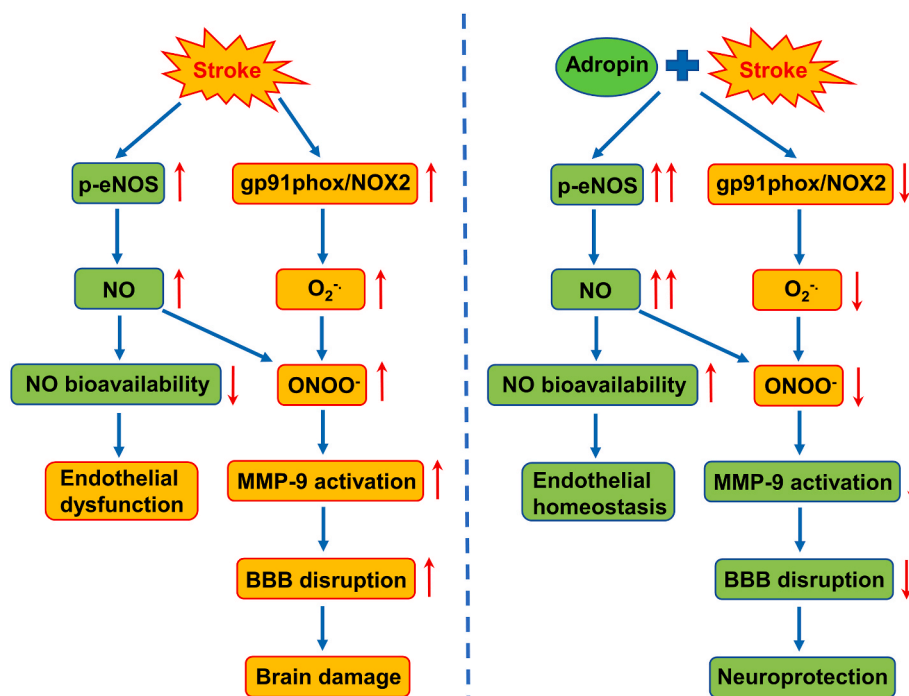 Stroke
p-eNOS ↑
gp91phox/NOX2 ↑
NO ↑
O₂⁻· ↑
NO bioavailability ↓
ONOO⁻ ↑
Endothelial
dysfunction
MMP-9 activation ↑
BBB disruption ↑
Brain damage
Adropin + Stroke
p-eNOS ↑↑
gp91phox/NOX2 ↓
NO ↑↑
O₂⁻· ↓
NO bioavailability ↑
ONOO⁻ ↓
Endothelial
homeostasis
MMP-9 activation ↓
BBB disruption ↓
Neuroprotection